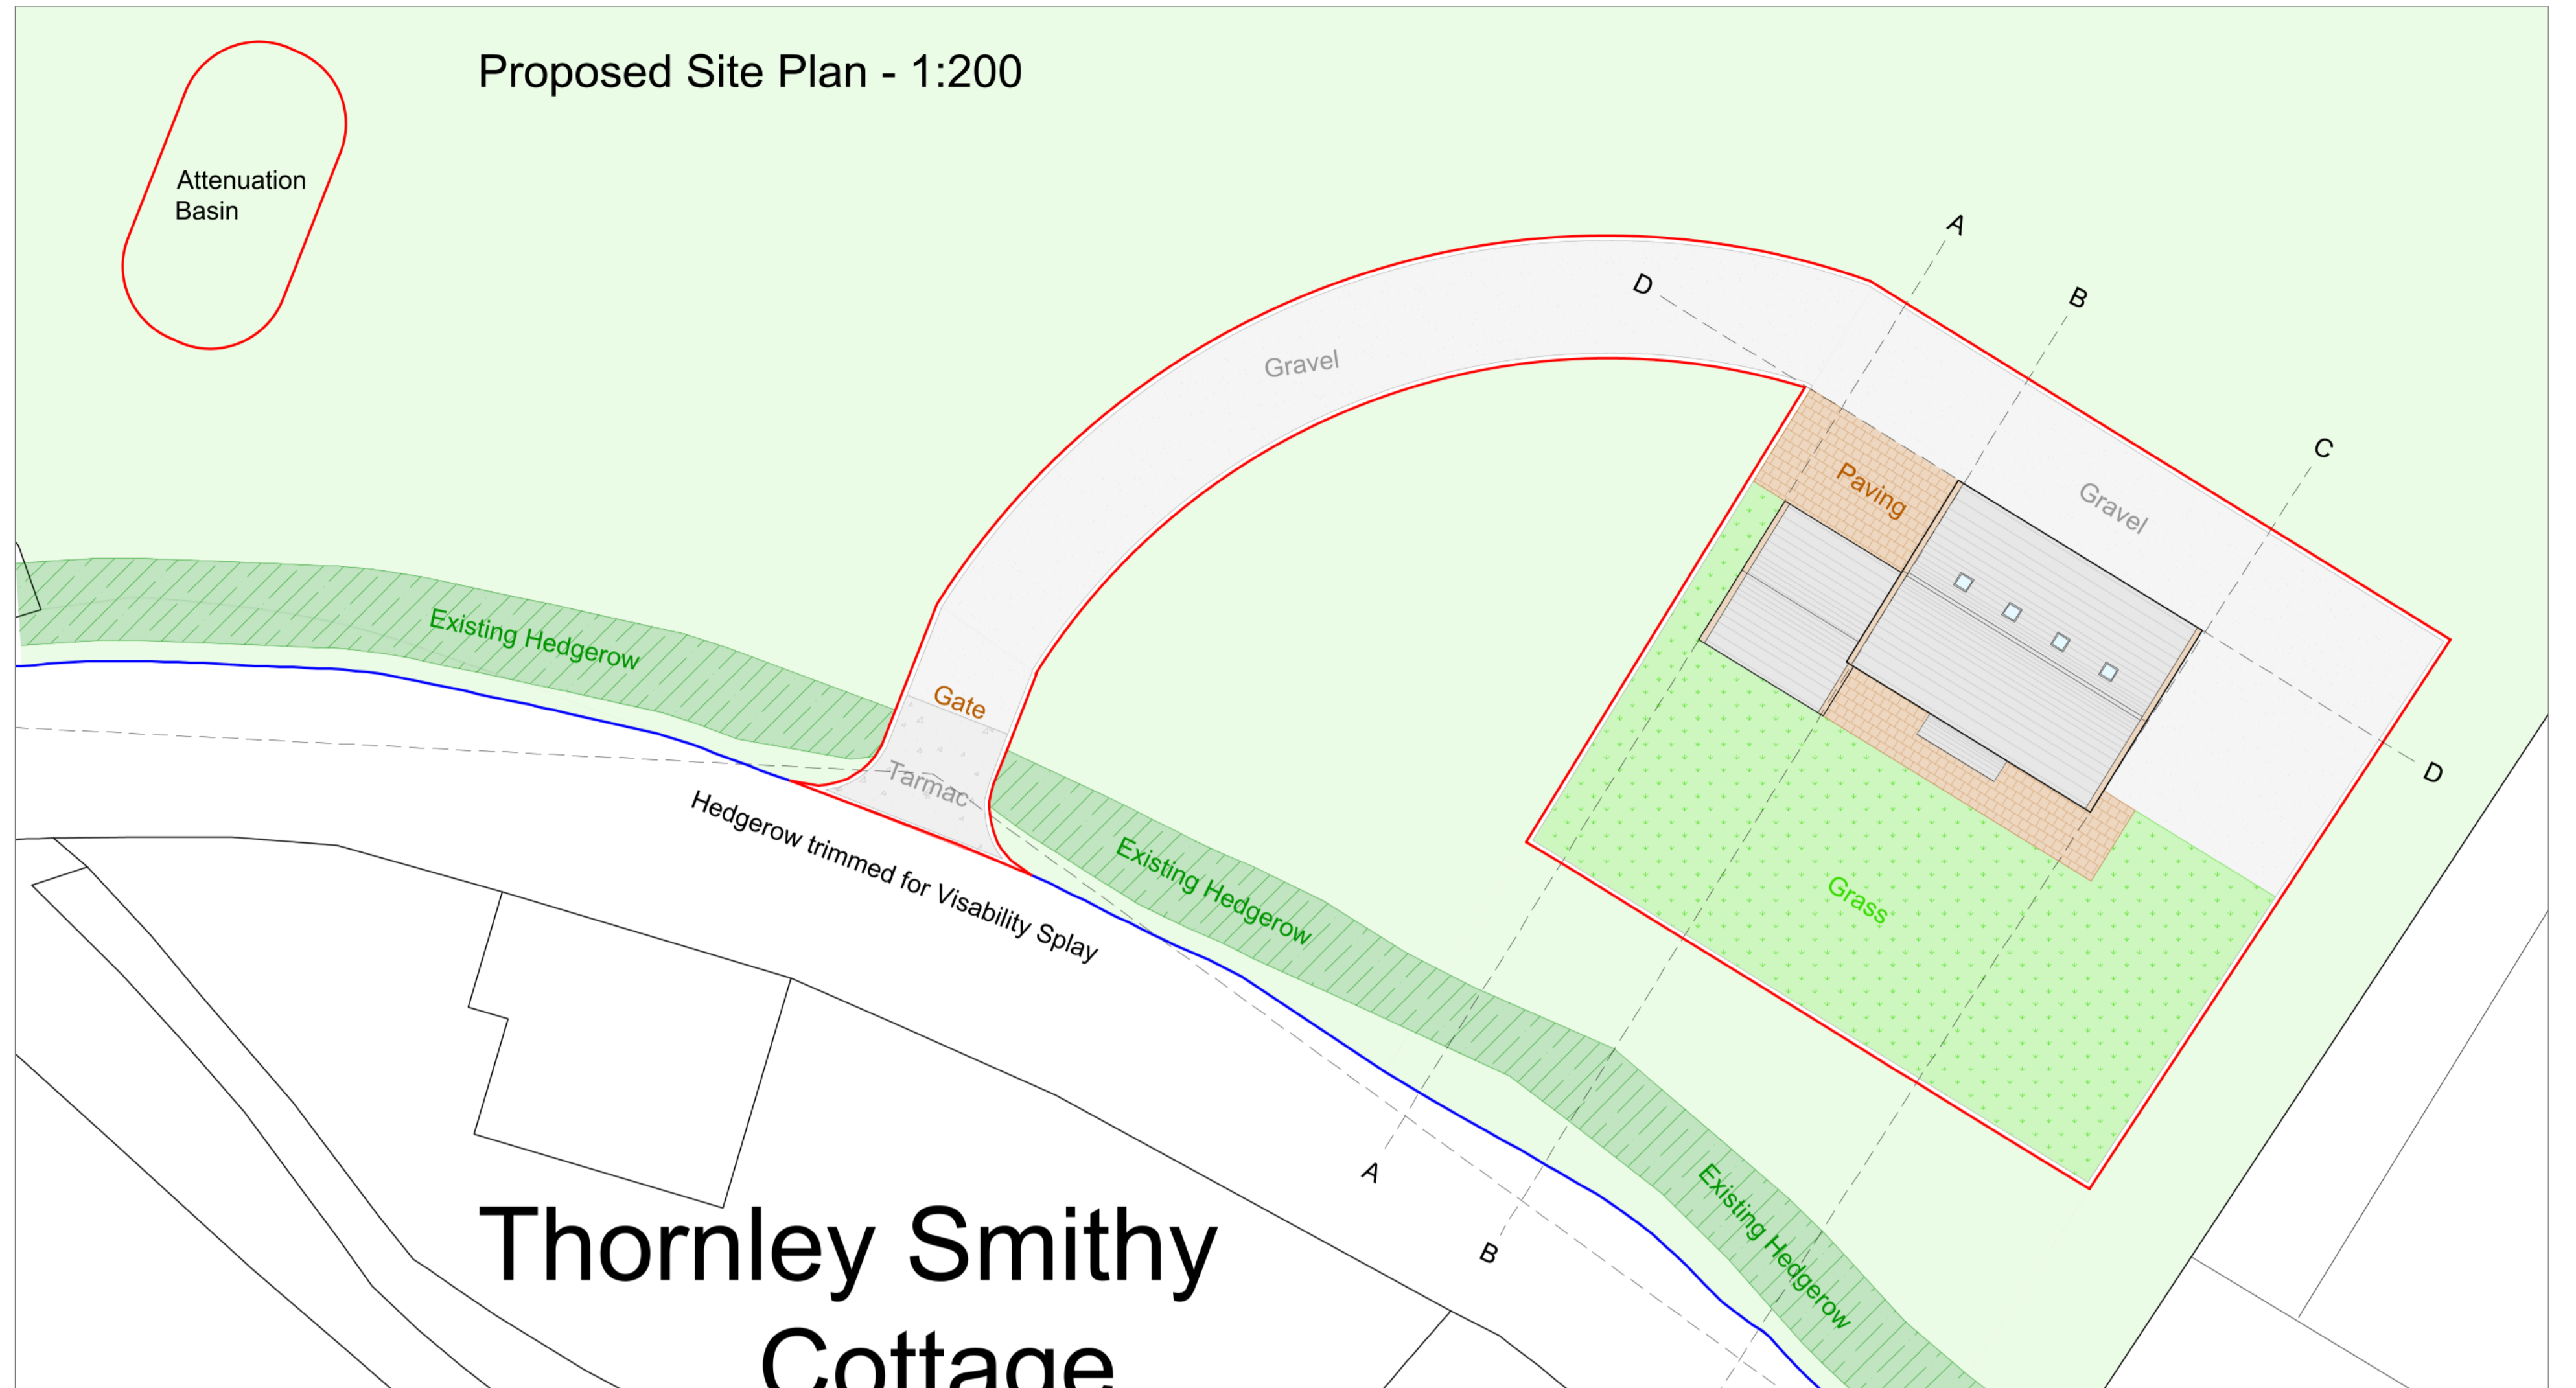 Proposed Site Plan - 1:200
Attenuation
Basin
A
D
B
Gravel
C
Paving
Gravel
Existing Hedgerow
Gate
Tarmac
D
Hedgerow trimmed for Visability Splay
Existing Hedgerow
Grass
A
B
Existing Hedgerow
Thornley Smithy
Cottage